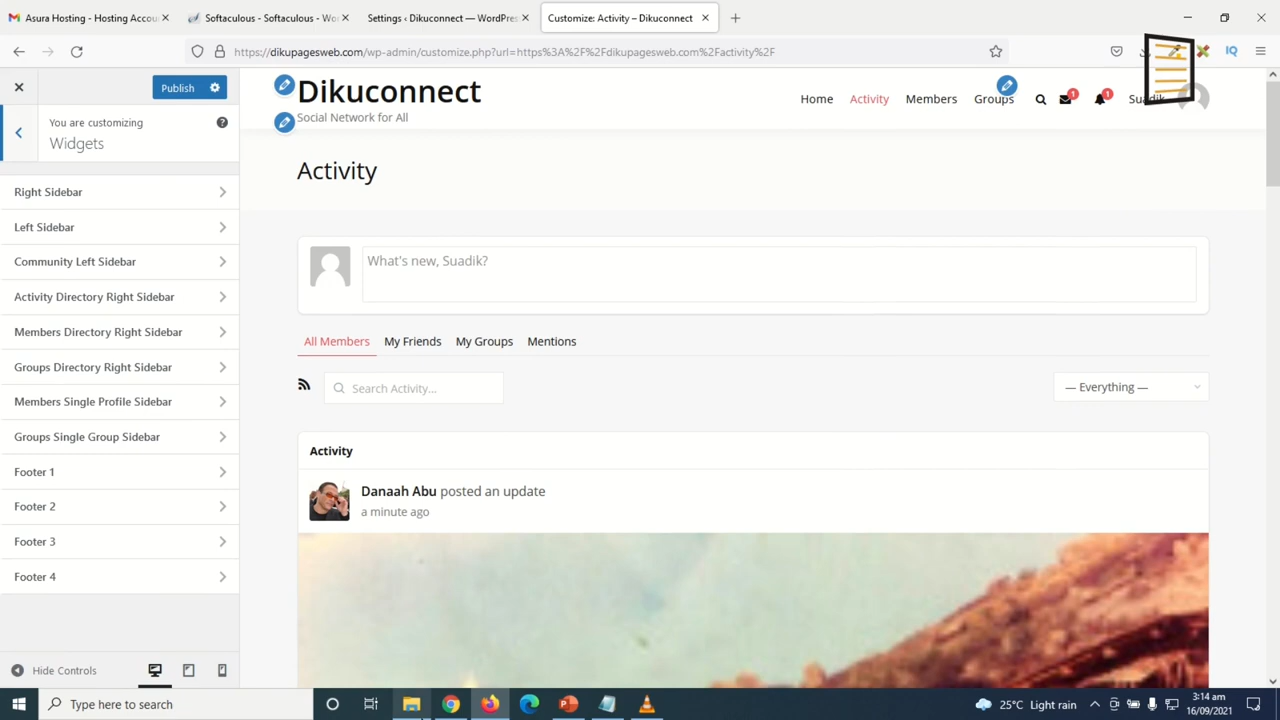 Asura Hosting - Hosting Accou
Softaculous - Softaculous - Wo
Settings ‹ Dikuconnect — WordPres
Customize: Activity – Dikuconnect
https://dikupagesweb.com/wp-admin/customize.php?url=https%3A%2F%2Fdikupagesweb.com%2Factivity%2F
IQ
Publish
You are customizing
Widgets
Right Sidebar
Left Sidebar
Community Left Sidebar
Activity Directory Right Sidebar
Members Directory Right Sidebar
Groups Directory Right Sidebar
Members Single Profile Sidebar
Groups Single Group Sidebar
Footer 1
Footer 2
Footer 3
Footer 4
Hide Controls
Dikuconnect
Social Network for All
Home Activity Members Groups 1 1 Suadik
Activity
What's new, Suadik?
All Members My Friends My Groups Mentions
Search Activity...
— Everything —
Activity
Danaah Abu posted an update
a minute ago
Type here to search
25°C Light rain
3:14 am
16/09/2021